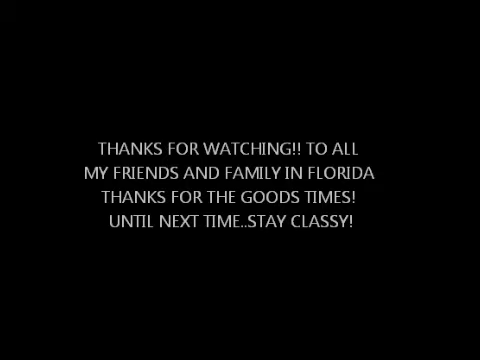 THANKS FOR WATCHING!! TO ALL
MY FRIENDS AND FAMILY IN FLORIDA
THANKS FOR THE GOODS TIMES!
UNTIL NEXT TIME..STAY CLASSY!